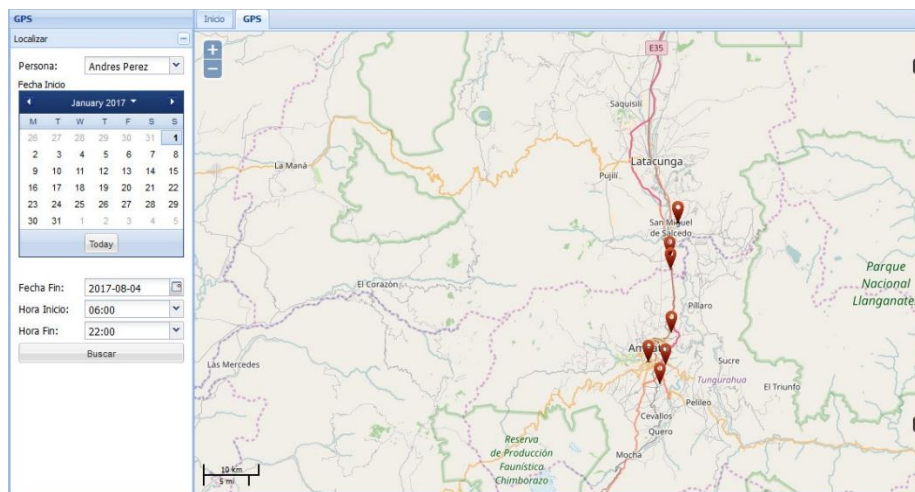 GPS
Localizar
Persona: Andres Perez
Fecha Inicio
January 2017
M T W T F S S
26 27 28 29 30 31 1
2 3 4 5 6 7 8
9 10 11 12 13 14 15
16 17 18 19 20 21 22
23 24 25 26 27 28 29
30 31 1 2 3 4 5
Today
Fecha Fin: 2017-08-04
Hora Inicio: 06:00
Hora Fin: 22:00
Buscar
Inicio GPS
+
−
E35
Saquisilí
Latacunga
La Maná
Pujilí
San Miguel
de Salcedo
El Corazón
Parque
Nacional
Píllaro
Las Mercedes
Sucre
Tungurahua
El Triunfo
Pelileo
Cevallos
Quero
Mocha
Reserva
de Producción
Faunística
Chimborazo
10 km
5 mi